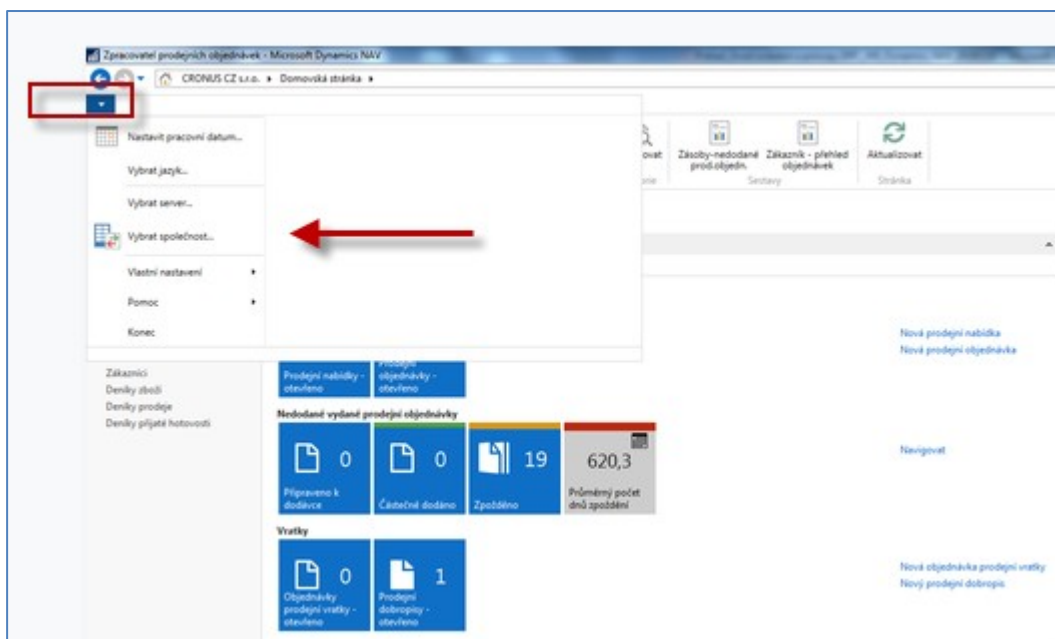 Zpracovatel prodejních objednávek - Microsoft Dynamics NAV
CRONUS CZ s.r.o. ▸ Domovská stránka ▸
Nastavit pracovní datum...
Vybrat jazyk...
Vybrat server...
Vybrat společnost...
Vlastní nastavení
Pomoc
Konec
Zásoby-nedodané
prod.objedn.
Zákazník - přehled
objednávek
Aktualizovat
Sestavy
Stránka
Nová prodejní nabídka
Nová prodejní objednávka
Zákazníci
Deníky zboží
Deníky prodeje
Deníky přijaté hotovosti
Prodejní nabídky -
otevřeno
objednávky -
otevřeno
Nedodané vydané prodejní objednávky
0
Připraveno k
dodávce
0
Částečně dodáno
19
Zpožděno
620,3
Průměrný počet
dnů zpoždění
Navigovat
Vratky
0
Objednávky
prodejní vratky -
otevřeno
1
Prodejní
dobropisy -
otevřeno
Nová objednávka prodejní vratky
Nový prodejní dobropis